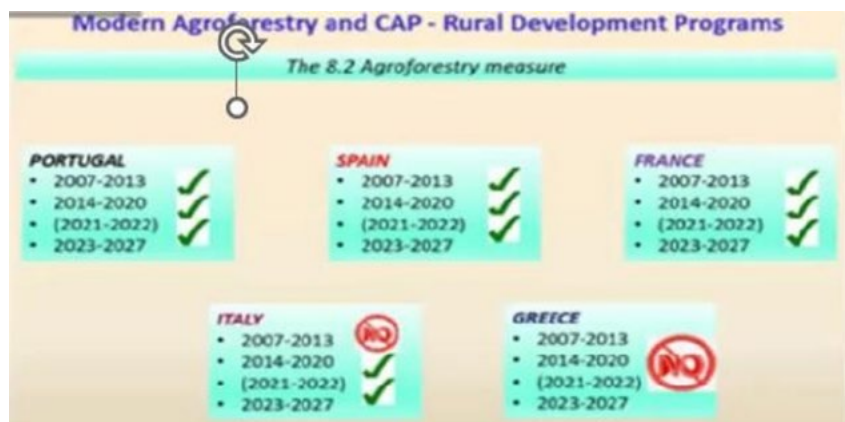 Modern Agroforestry and CAP - Rural Development Programs
The 8.2 Agroforestry measure
PORTUGAL
• 2007-2013
• 2014-2020
• (2021-2022)
• 2023-2027
SPAIN
• 2007-2013
• 2014-2020
• (2021-2022)
• 2023-2027
FRANCE
• 2007-2013
• 2014-2020
• (2021-2022)
• 2023-2027
ITALY
• 2007-2013
NO
• 2014-2020
• (2021-2022)
• 2023-2027
GREECE
• 2007-2013
• 2014-2020
NO
• (2021-2022)
• 2023-2027